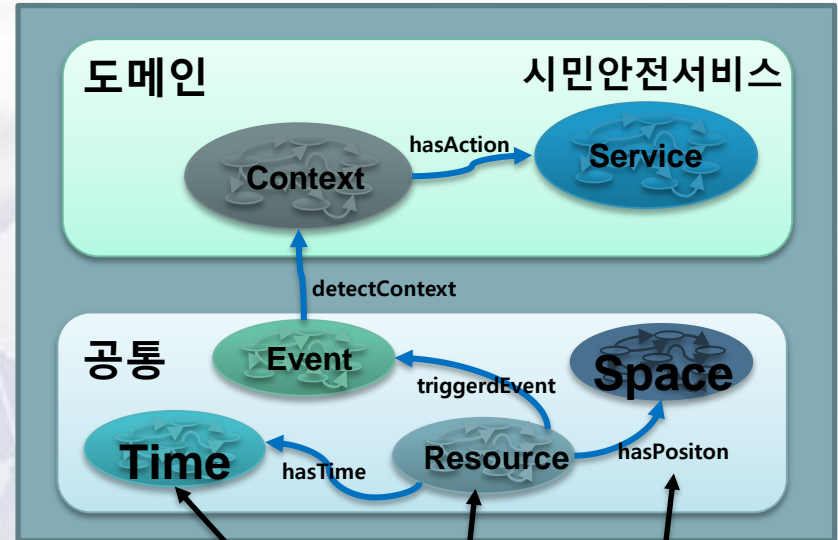 도메인
시민안전서비스
hasAction
Context
Service
detectContext
공통
Event
Space
triggerdEvent
Time
hasTime
Resource
hasPositon